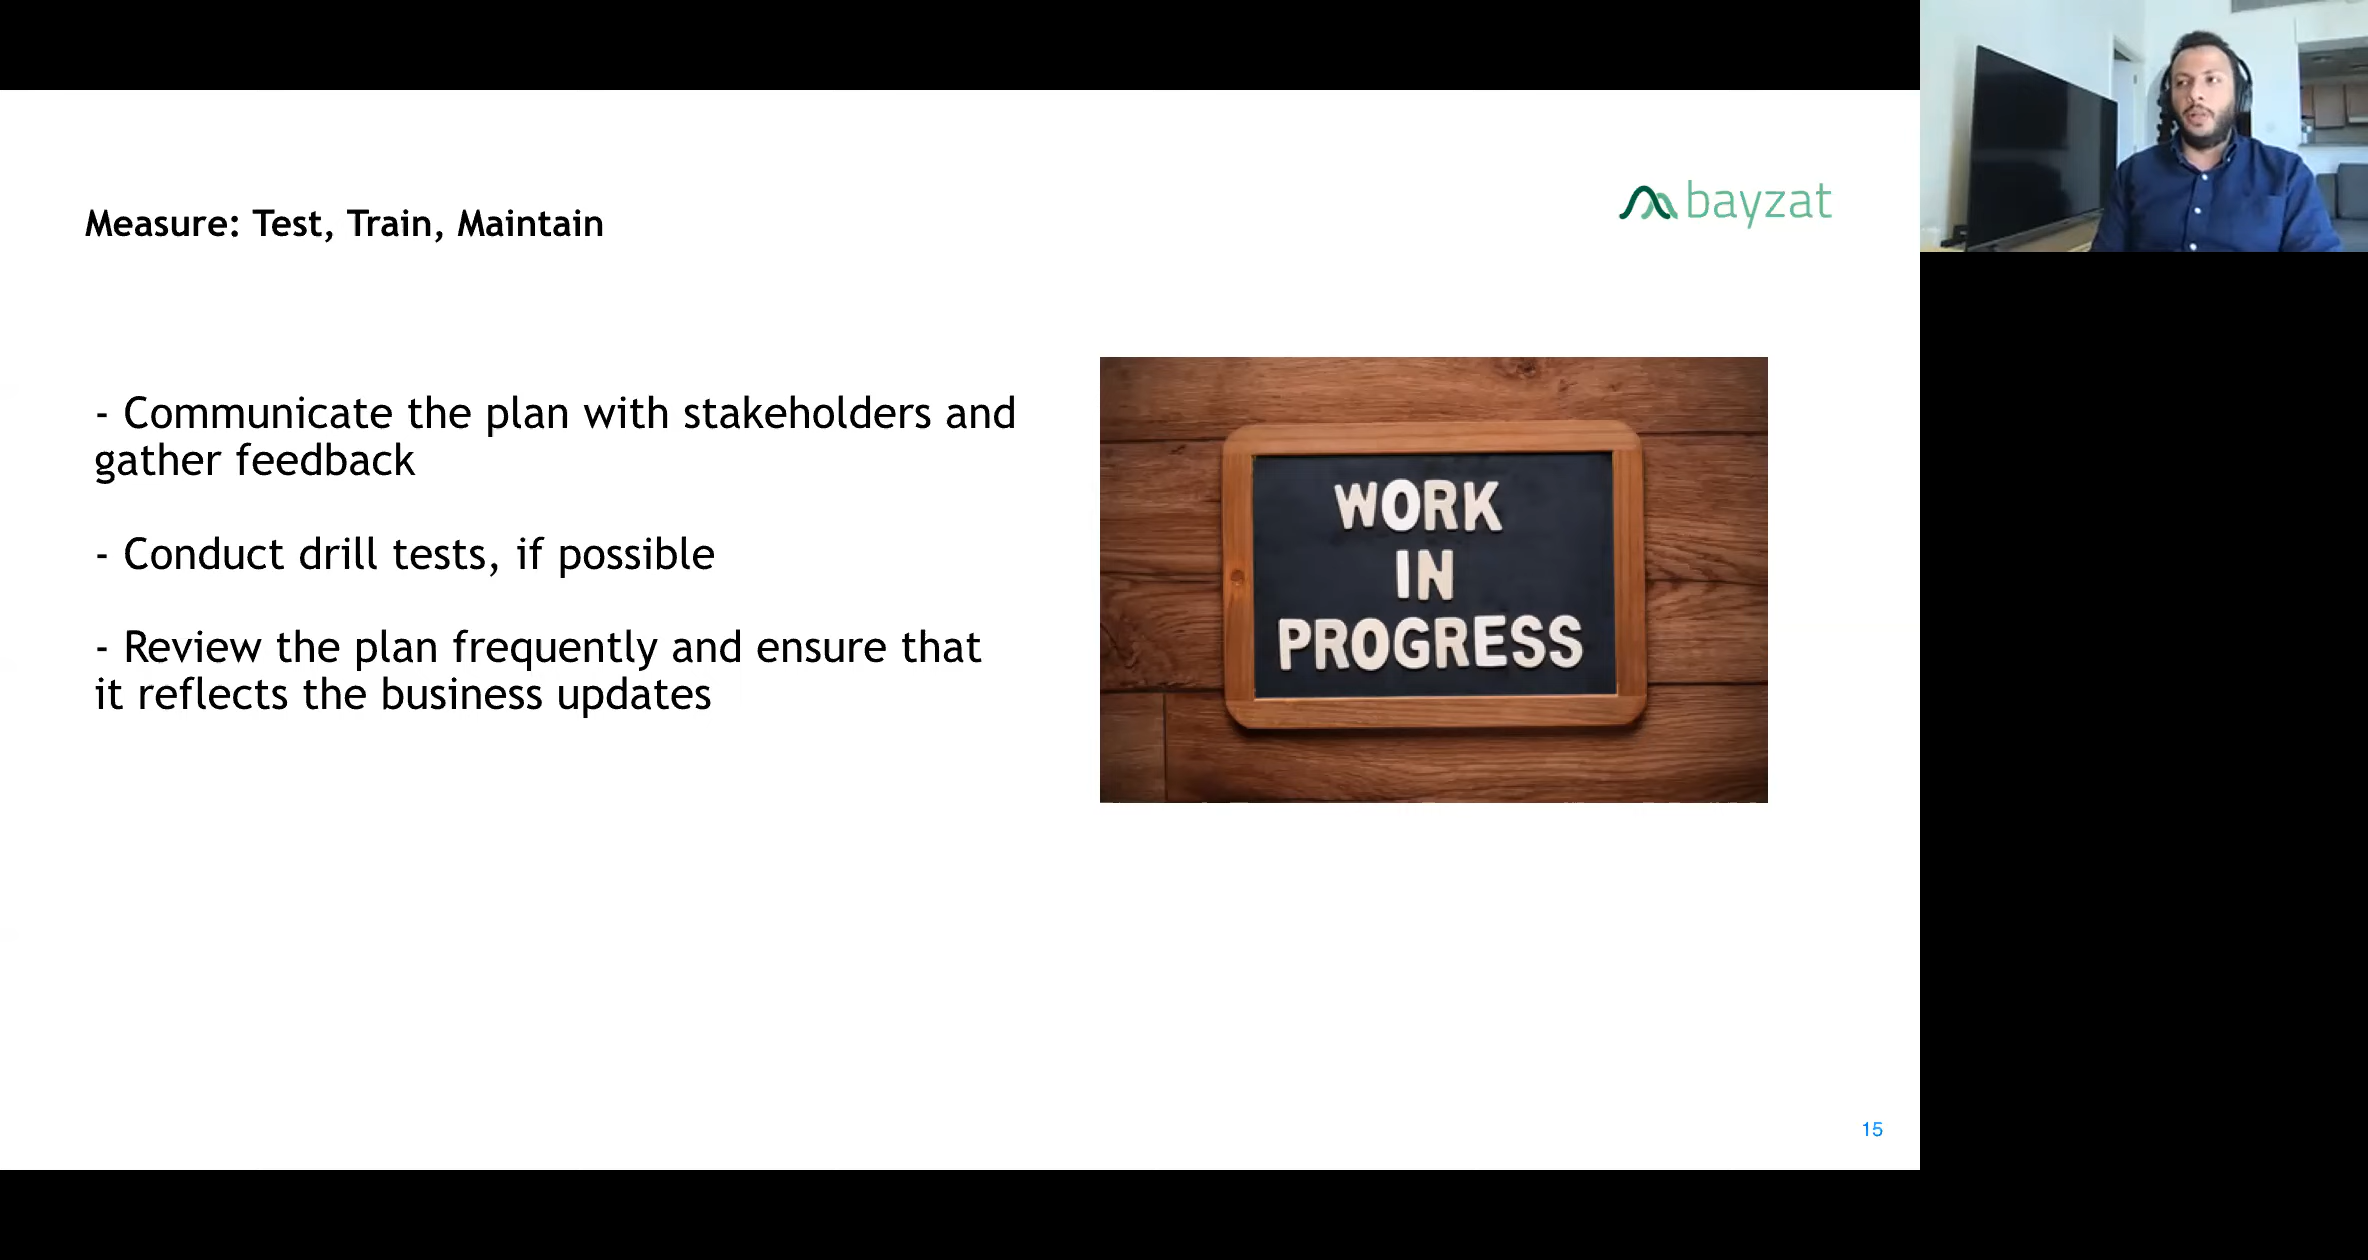 bayzat
Measure: Test, Train, Maintain
- Communicate the plan with stakeholders and
gather feedback
- Conduct drill tests, if possible
- Review the plan frequently and ensure that
it reflects the business updates
WORK
IN
PROGRESS
15